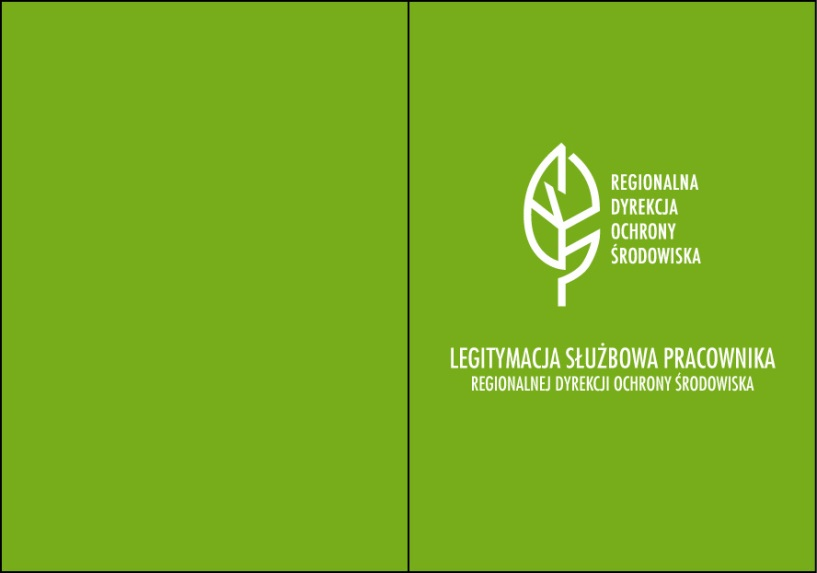 REGIONALNA
DYREKCJA
OCHRONY
ŚRODOWISKA
LEGITYMACJA SŁUŻBOWA PRACOWNIKA
REGIONALNEJ DYREKCJI OCHRONY ŚRODOWISKA